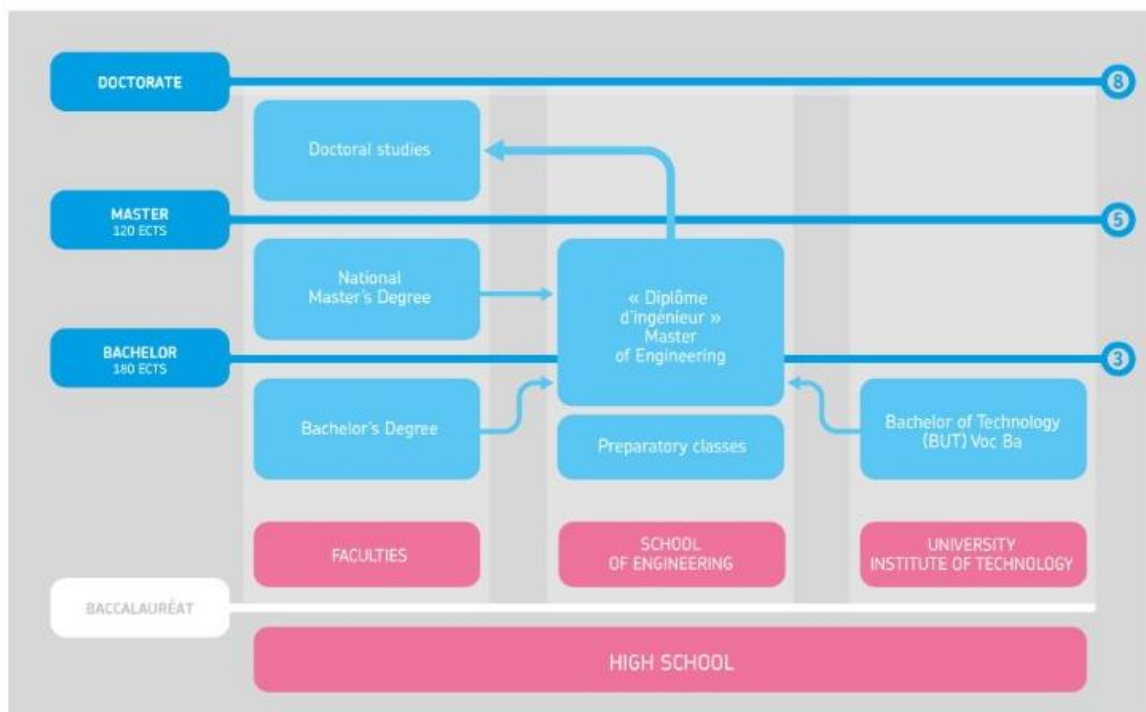 DOCTORATE
8
Doctoral studies
MASTER
120 ECTS
5
National
Master's Degree
« Diplôme
d'ingénieur »
Master
of Engineering
BACHELOR
180 ECTS
3
Bachelor's Degree
Preparatory classes
Bachelor of Technology
(BUT) Voc Ba
FACULTIES
SCHOOL
OF ENGINEERING
UNIVERSITY
INSTITUTE OF TECHNOLOGY
BACCALAURÉAT
HIGH SCHOOL